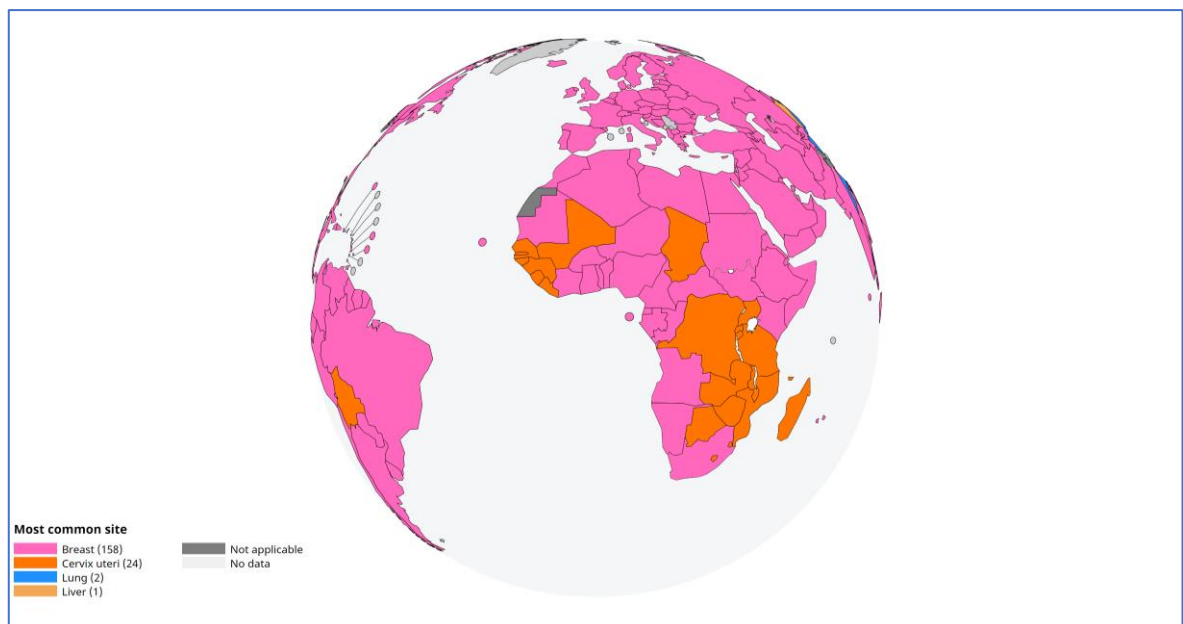 Most common site
Breast (158)
Cervix uteri (24)
Lung (2)
Liver (1)
Not applicable
No data